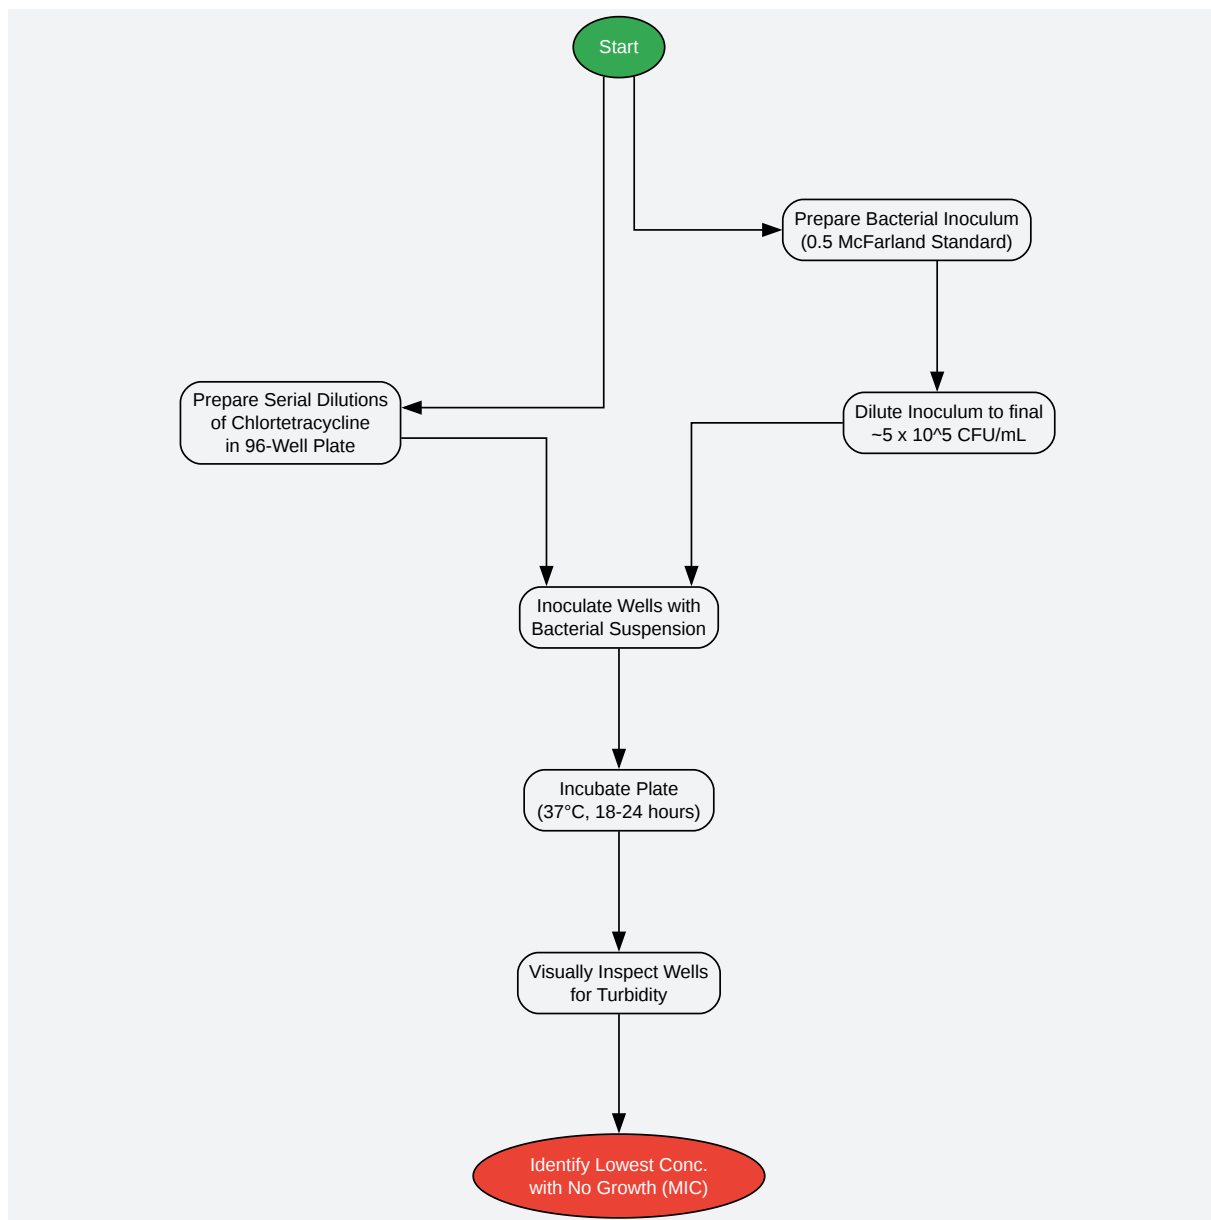 Start
Prepare Bacterial Inoculum
(0.5 McFarland Standard)
Prepare Serial Dilutions
of Chlortetracycline
in 96-Well Plate
Dilute Inoculum to final
~5 x 10^5 CFU/mL
Inoculate Wells with
Bacterial Suspension
Incubate Plate
(37°C, 18-24 hours)
Visually Inspect Wells
for Turbidity
Identify Lowest Conc.
with No Growth (MIC)